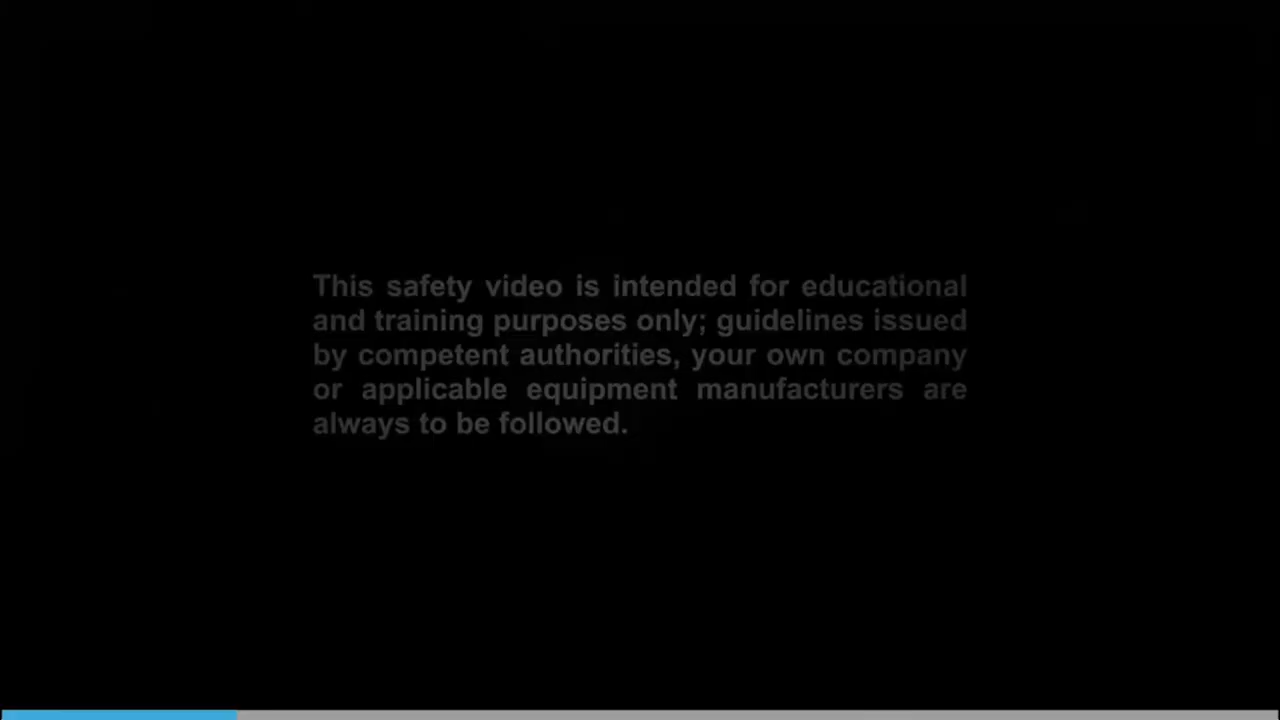 This safety video is intended for educational
and training purposes only; guidelines issued
by competent authorities, your own company
or applicable equipment manufacturers are
always to be followed.